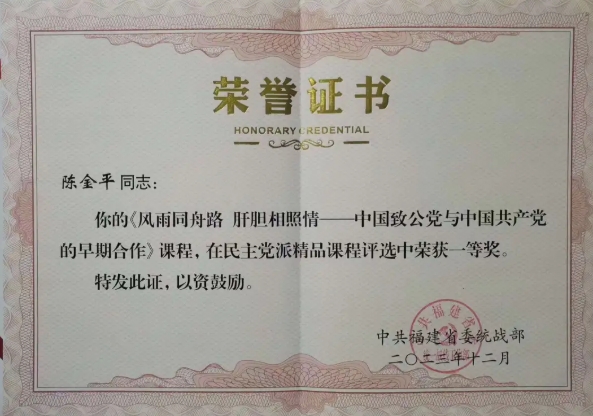 荣誉证书
HONORARY CREDENTIAL
陈金平同志：
你的《风雨同舟路 肝胆相照情——中国致公党与中国共产党
的早期合作》课程，在民主党派精品课程评选中荣获一等奖。
特发此证，以资鼓励。
中共福建省委统战部
二〇二三年十二月